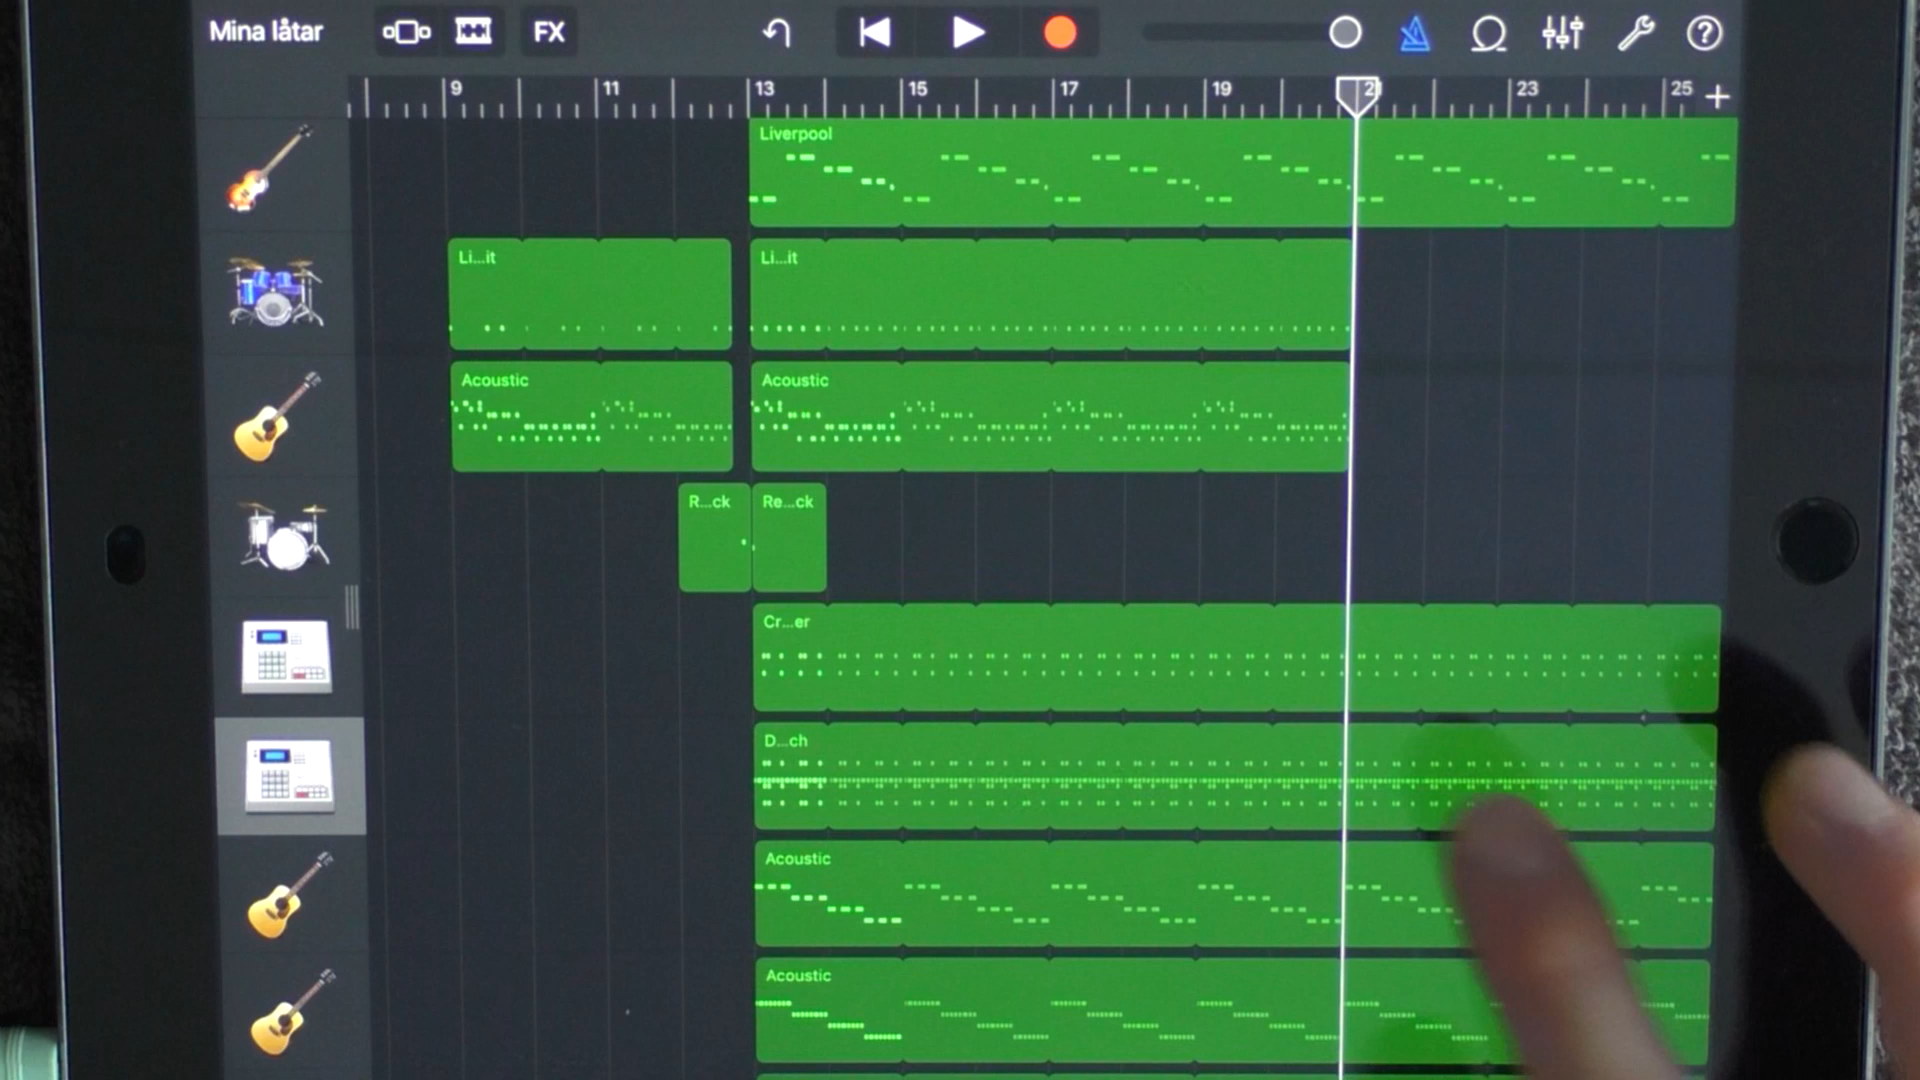 Mina låtar
FX
?
9 11 13 15 17 19 21 23 25 +
Liverpool
Li...it Li...it
Acoustic Acoustic
R...ck Re...ck
Cr...er
D...ch
Acoustic
Acoustic